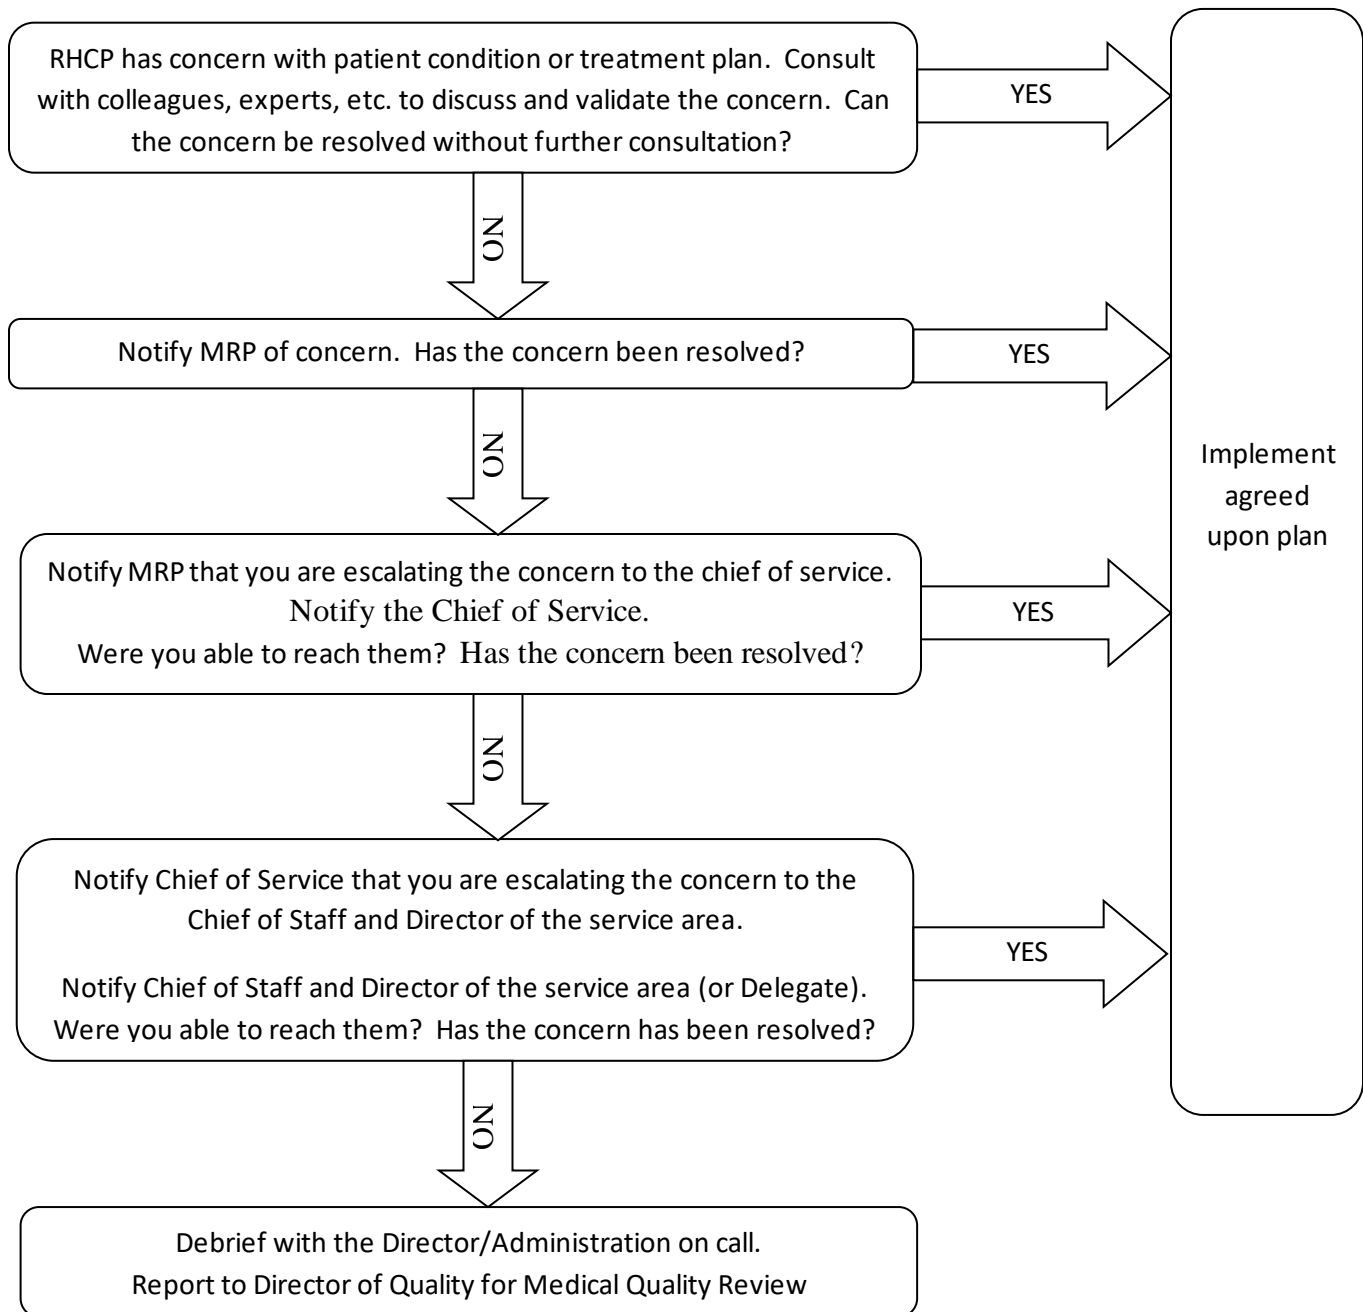 RHCP has concern with patient condition or treatment plan.  Consult
with colleagues, experts, etc. to discuss and validate the concern.  Can
the concern be resolved without further consultation?
YES
NO
Notify MRP of concern.  Has the concern been resolved?
YES
NO
Notify MRP that you are escalating the concern to the chief of service.
Notify the Chief of Service.
Were you able to reach them?  Has the concern been resolved?
YES
NO
Notify Chief of Service that you are escalating the concern to the
Chief of Staff and Director of the service area.
Notify Chief of Staff and Director of the service area (or Delegate).
Were you able to reach them?  Has the concern has been resolved?
YES
NO
Debrief with the Director/Administration on call.
Report to Director of Quality for Medical Quality Review
Implement
agreed
upon plan